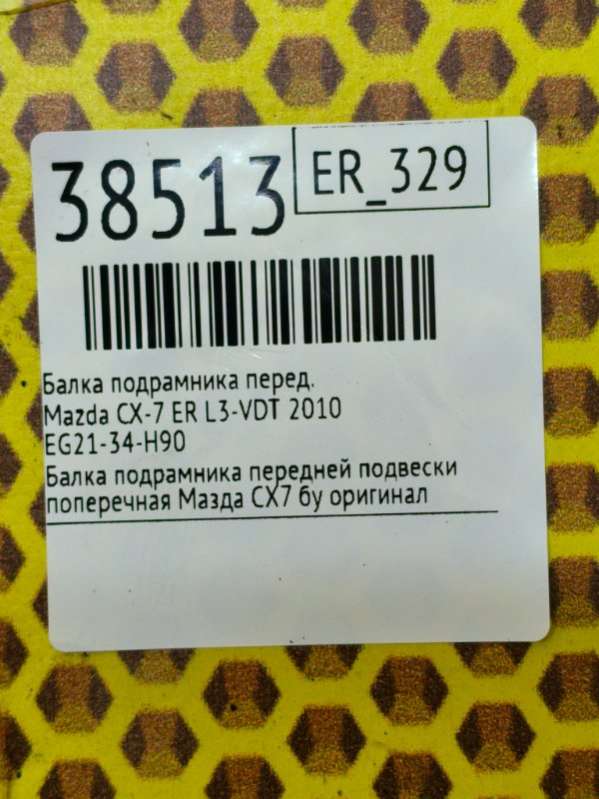 38513
ER_329
Балка подрамника перед.
Mazda CX-7 ER L3-VDT 2010
EG21-34-H90
Балка подрамника передней подвески
поперечная Мазда СХ7 бу оригинал